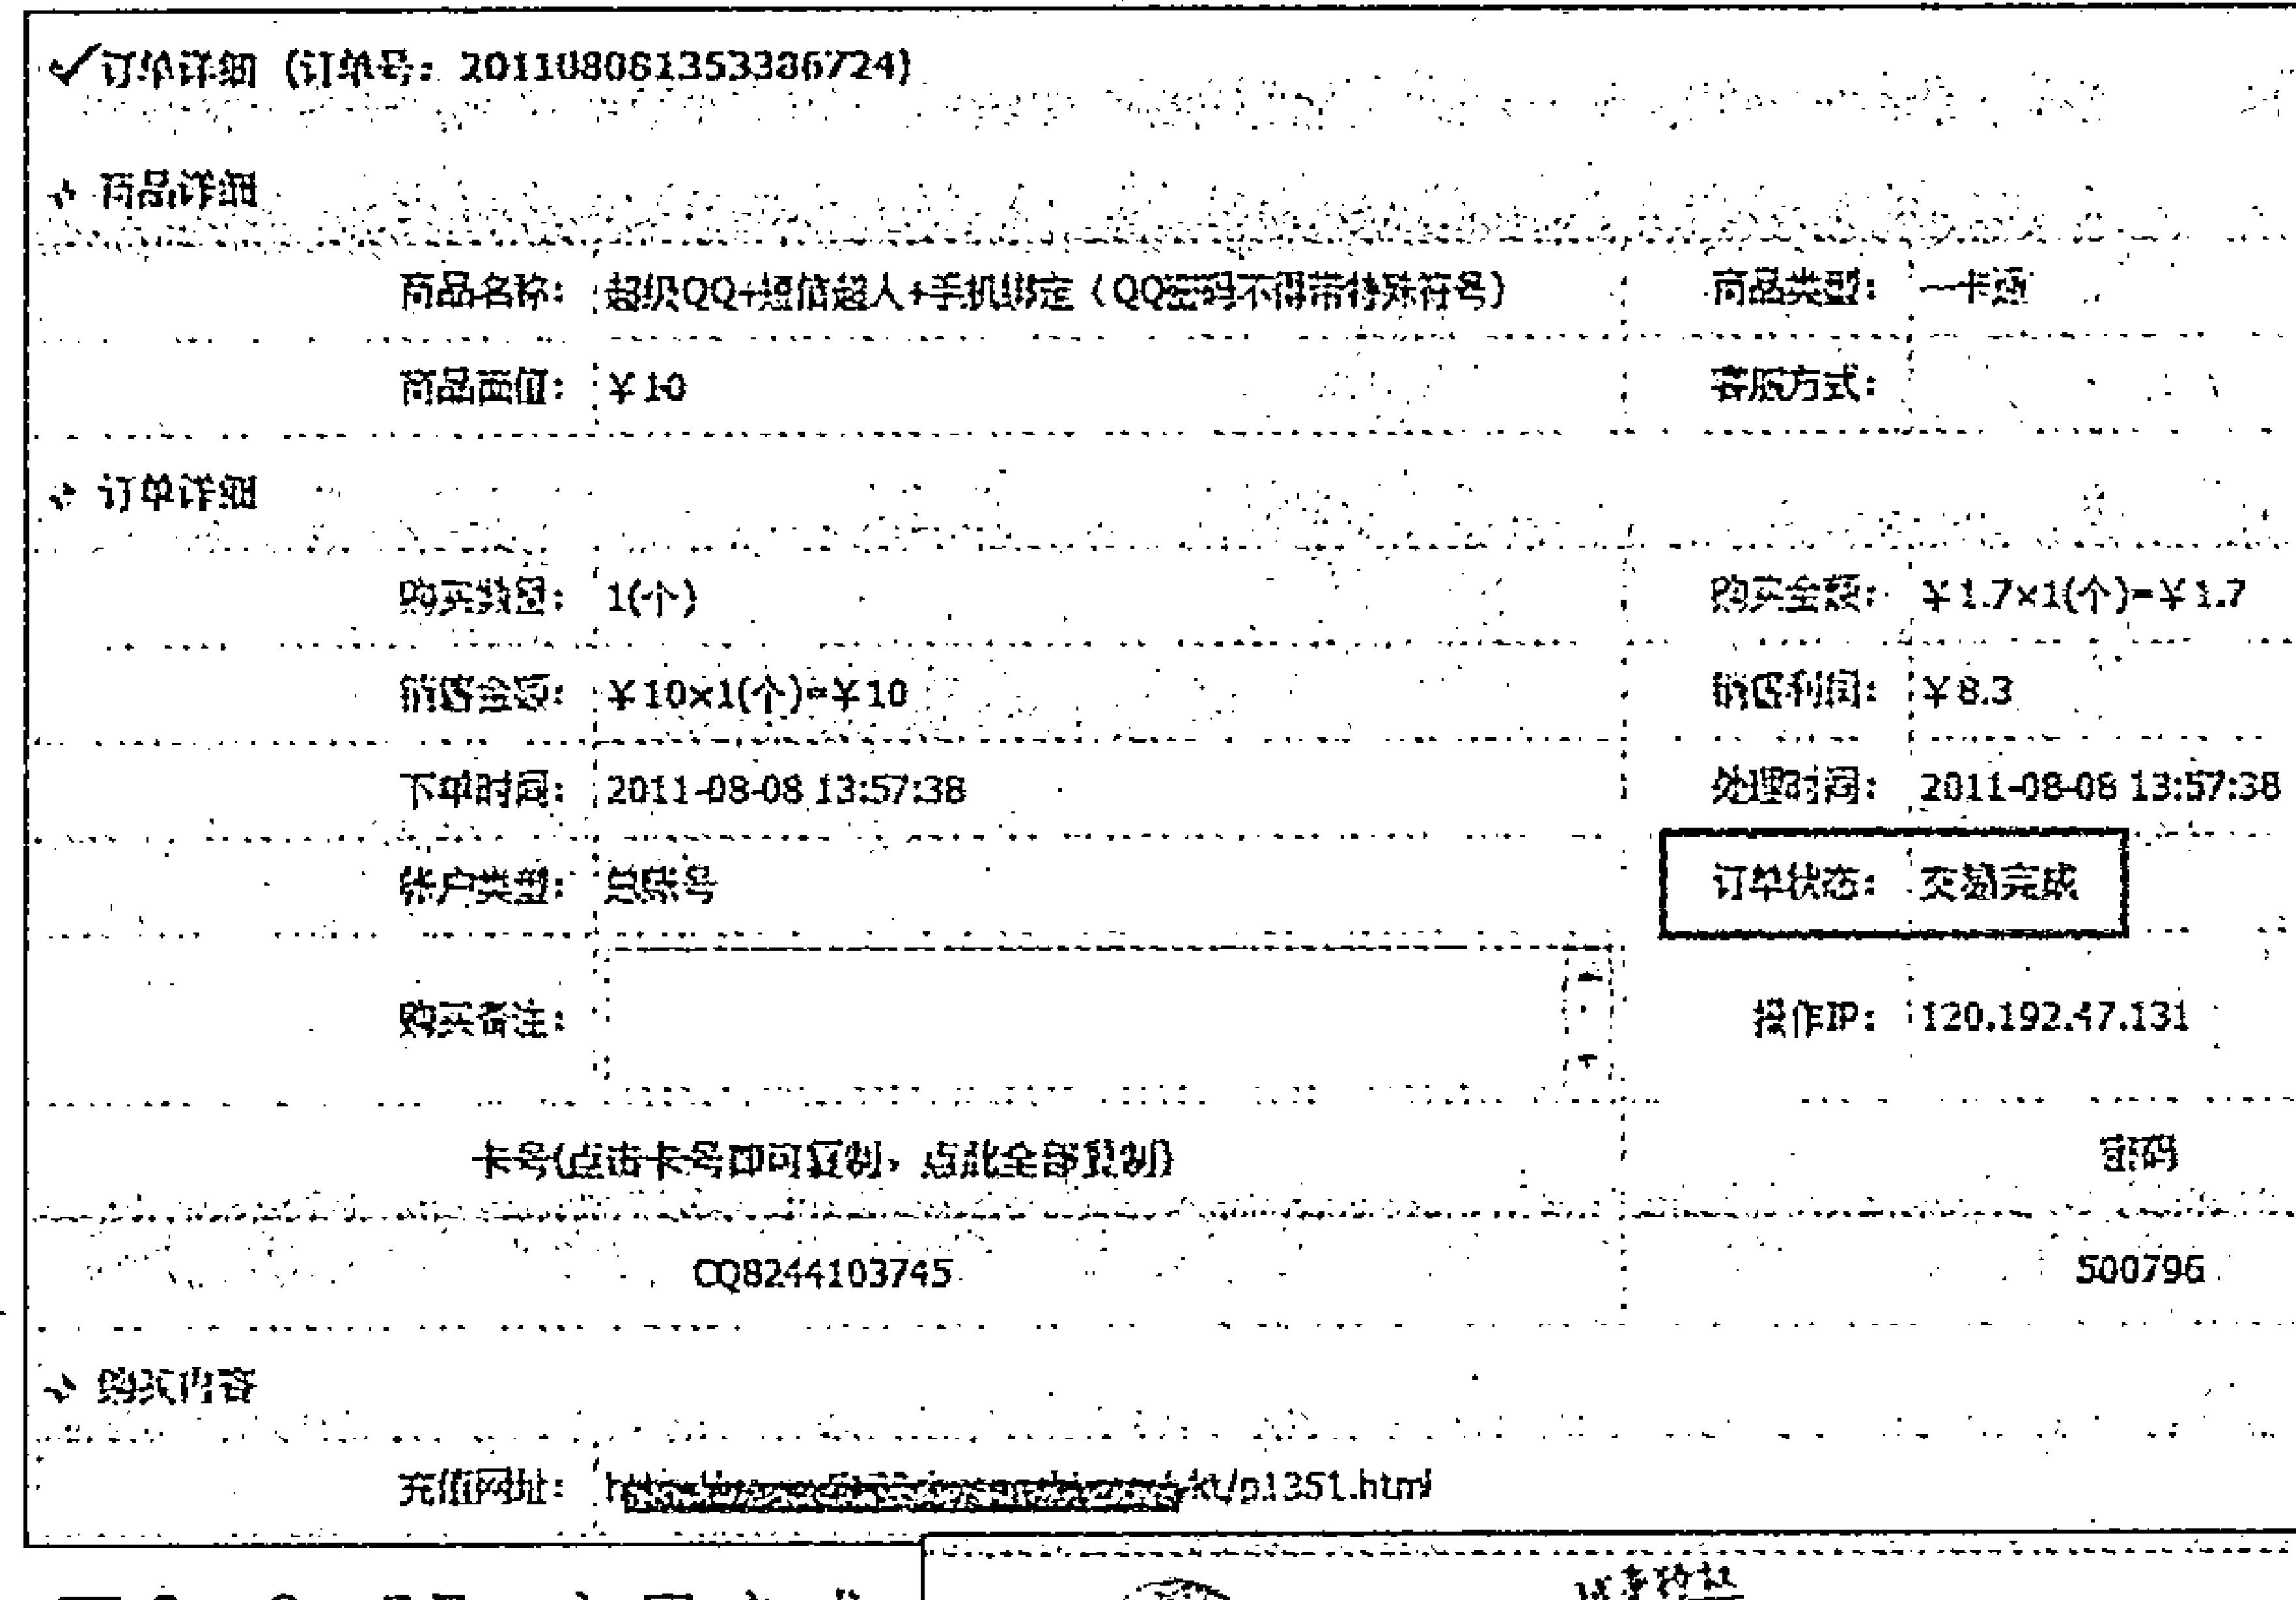 订单详细 (订单号: 201108081353386724)
商品详细
商品名称: 超级QQ+短信超人+手机绑定(QQ密码不得带特殊符号) 商品类型: 一卡通
商品面值: ¥10 客服方式:
订单详细
购买数量: 1(个) 购买金额: ¥1.7×1(个)=¥1.7
销售金额: ¥10×1(个)=¥10 销售利润: ¥8.3
下单时间: 2011-08-08 13:57:38 处理时间: 2011-08-08 13:57:38
帐户类型: 总账号 订单状态: 交易完成
购买备注: 操作IP: 120.192.47.131
卡号(点击卡号即可复制，点此全部复制) 密码
CQ8244103745 500796
购买内容
充值网址: kt/p1351.html